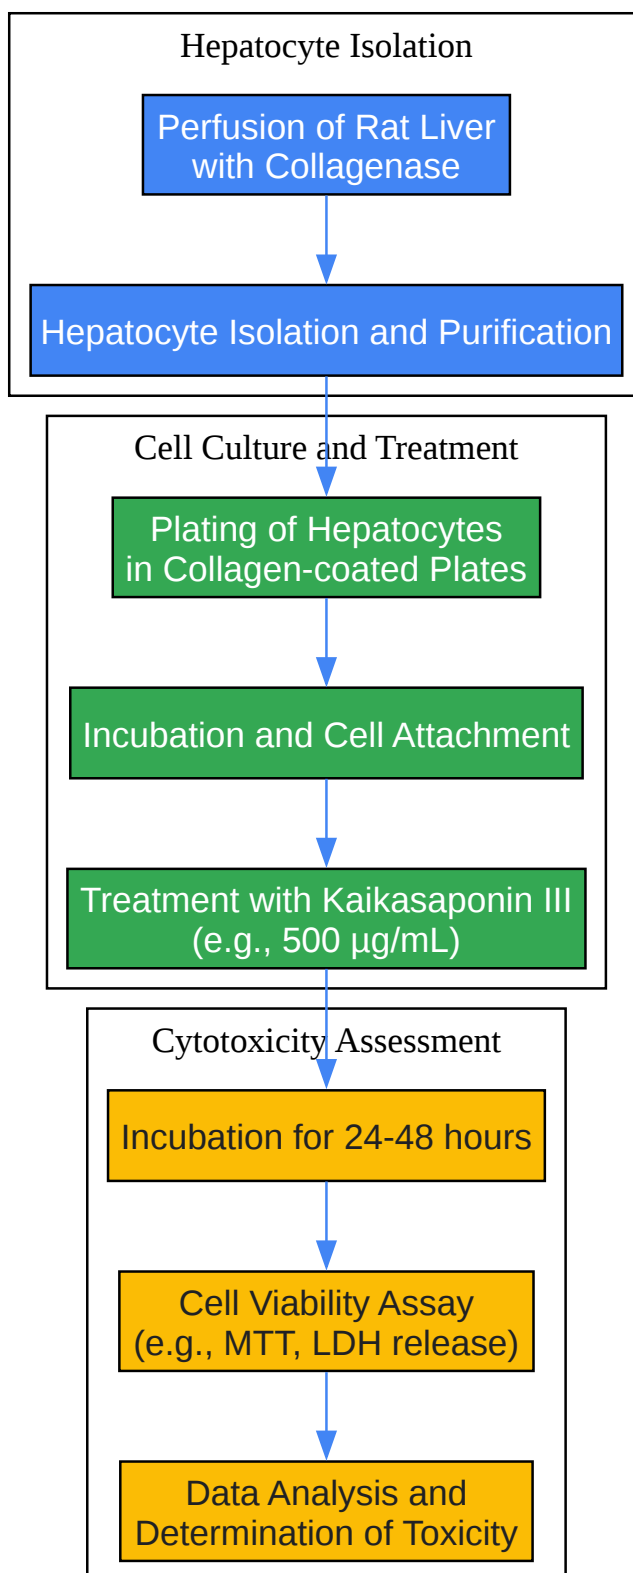 Hepatocyte Isolation
Perfusion of Rat Liver
with Collagenase
Hepatocyte Isolation and Purification
Cell Culture and Treatment
Plating of Hepatocytes
in Collagen-coated Plates
Incubation and Cell Attachment
Treatment with Kaikasaponin III
(e.g., 500 µg/mL)
Cytotoxicity Assessment
Incubation for 24-48 hours
Cell Viability Assay
(e.g., MTT, LDH release)
Data Analysis and
Determination of Toxicity